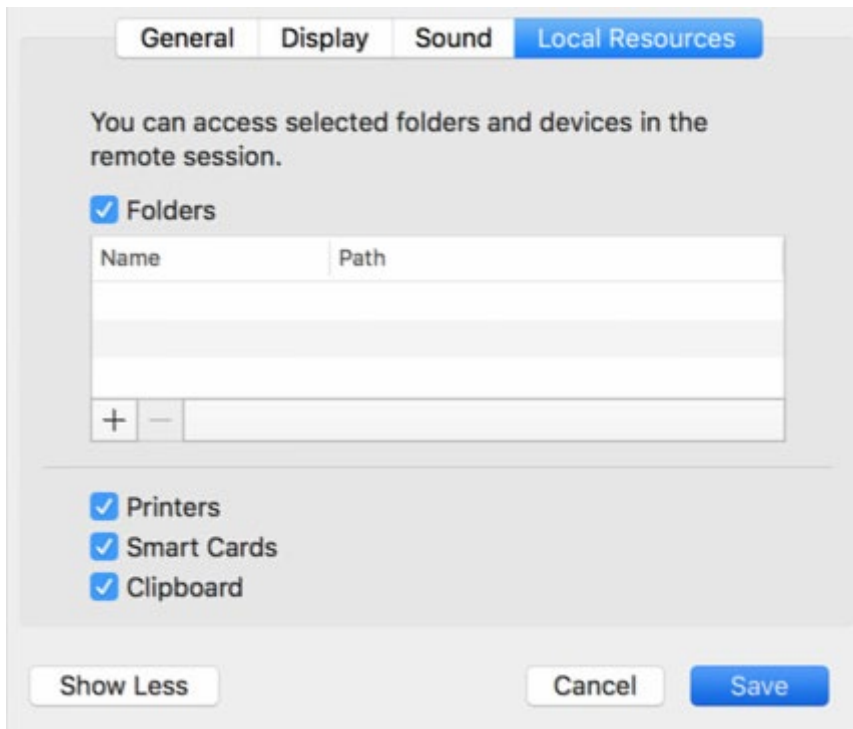 General Display Sound Local Resources
You can access selected folders and devices in the
remote session.
Folders
Name Path
+ −
Printers
Smart Cards
Clipboard
Show Less Cancel Save